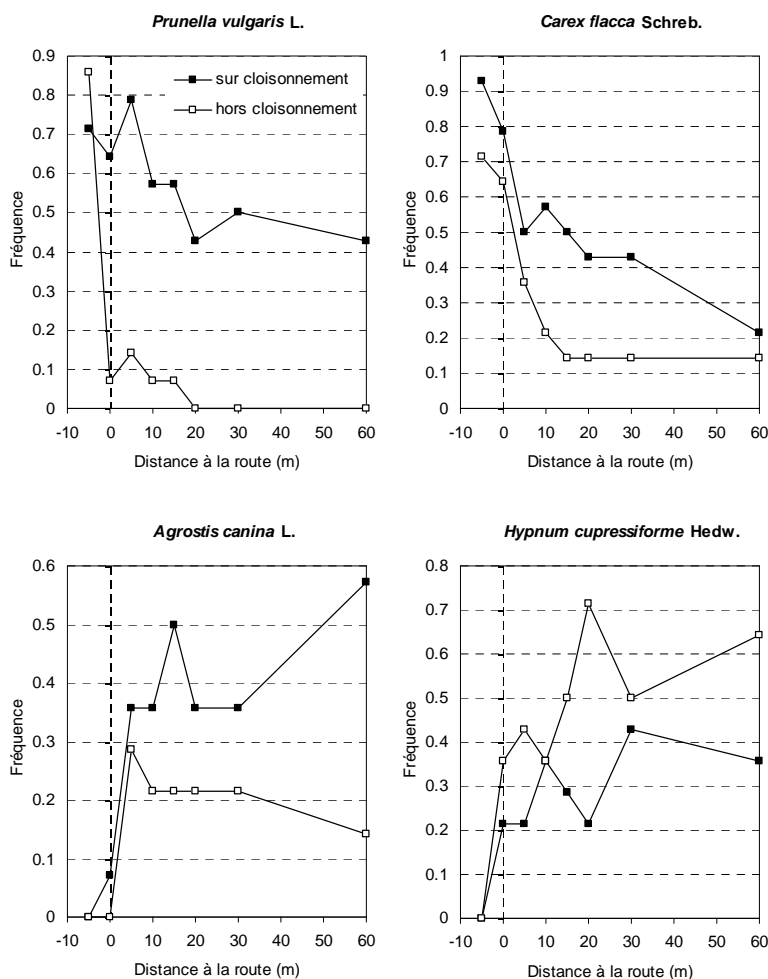 Prunella vulgaris L.
0.9
0.8
0.7
0.6
0.5
0.4
0.3
0.2
0.1
0
Fréquence
sur cloisonnement
hors cloisonnement
-10 0 10 20 30 40 50 60
Distance à la route (m)
Carex flacca Schreb.
1
0.9
0.8
0.7
0.6
0.5
0.4
0.3
0.2
0.1
0
Fréquence
-10 0 10 20 30 40 50 60
Distance à la route (m)
Agrostis canina L.
0.6
0.5
0.4
0.3
0.2
0.1
0
Fréquence
-10 0 10 20 30 40 50 60
Distance à la route (m)
Hypnum cupressiforme Hedw.
0.8
0.7
0.6
0.5
0.4
0.3
0.2
0.1
0
Fréquence
-10 0 10 20 30 40 50 60
Distance à la route (m)